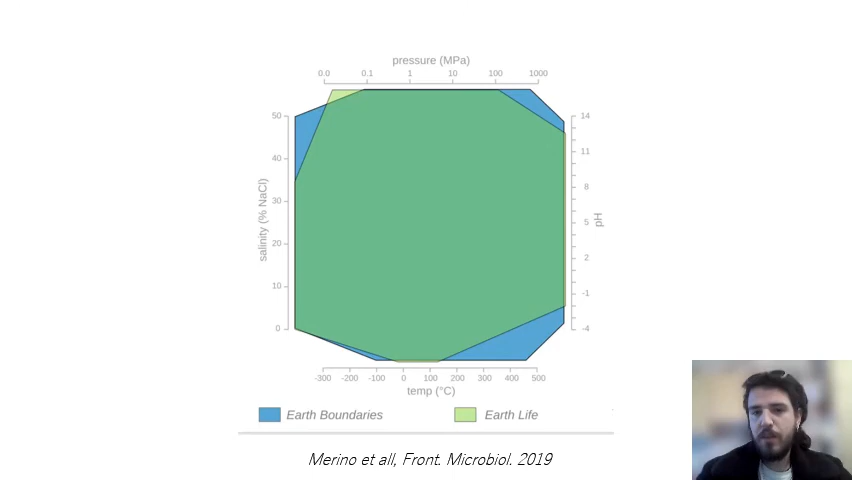 pressure (MPa)
0.0 0.1 1 10 100 1000
50 40 30 20 10 0
salinity (% NaCl)
14 11 8 5 2 -1 -4
pH
-300 -200 -100 0 100 200 300 400 500
temp (°C)
Earth Boundaries Earth Life
Merino et all, Front. Microbiol. 2019